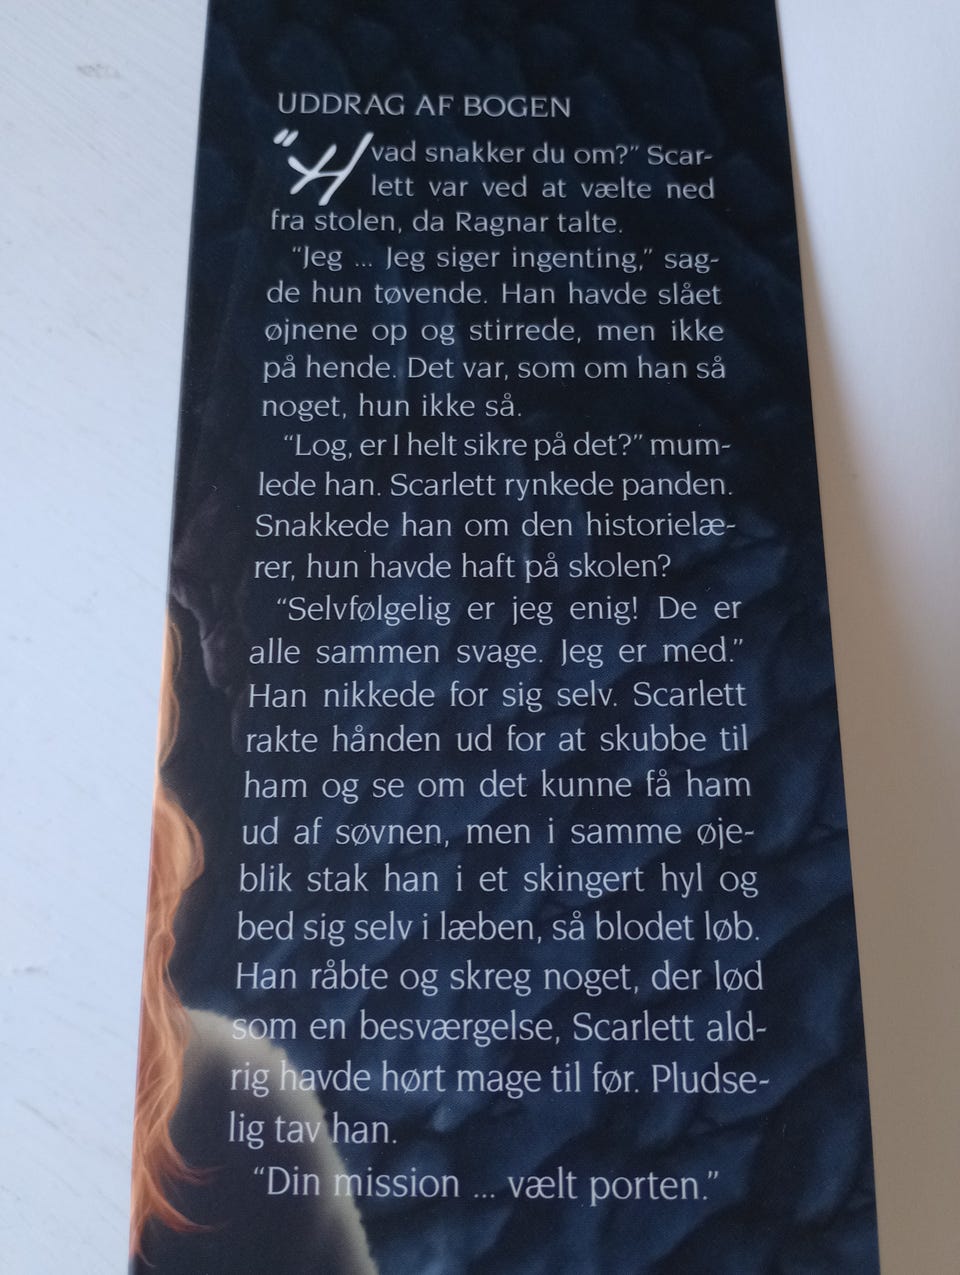 UDDRAG AF BOGEN
"Hvad snakker du om?" Scar-
lett var ved at vælte ned
fra stolen, da Ragnar talte.
"Jeg ... Jeg siger ingenting," sag-
de hun tøvende. Han havde slået
øjnene op og stirrede, men ikke
på hende. Det var, som om han så
noget, hun ikke så.
"Log, er I helt sikre på det?" mum-
lede han. Scarlett rynkede panden.
Snakkede han om den historielæ-
rer, hun havde haft på skolen?
"Selvfølgelig er jeg enig! De er
alle sammen svage. Jeg er med."
Han nikkede for sig selv. Scarlett
rakte hånden ud for at skubbe til
ham og se om det kunne få ham
ud af søvnen, men i samme øje-
blik stak han i et skingert hyl og
bed sig selv i læben, så blodet løb.
Han råbte og skreg noget, der lød
som en besværgelse, Scarlett ald-
rig havde hørt mage til før. Pludse-
lig tav han.
"Din mission ... vælt porten."